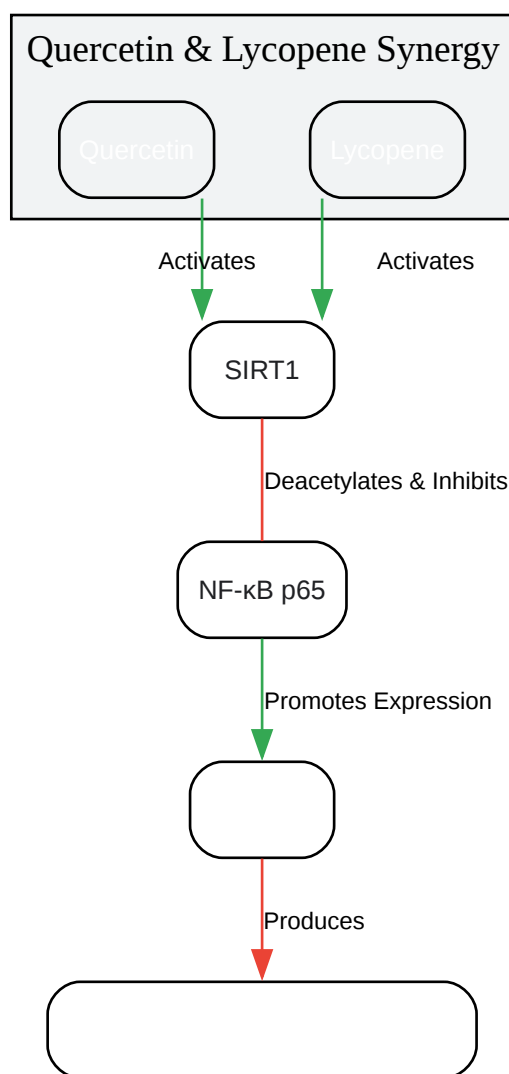 Quercetin & Lycopene Synergy
Quercetin
Lycopene
Activates
Activates
SIRT1
Deacetylates & Inhibits
NF-κB p65
Promotes Expression
Produces